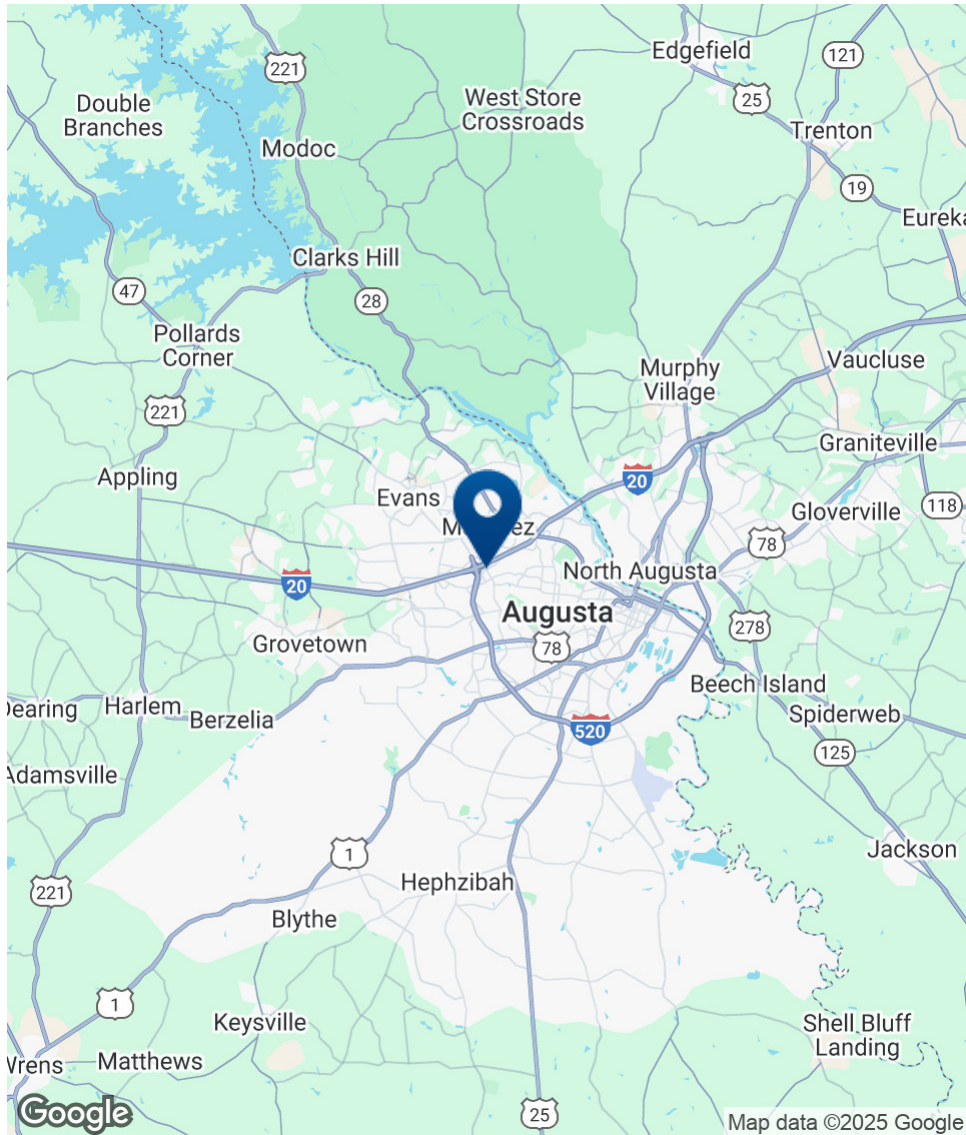 Edgefield
121
221
25
Double
Branches
West Store
Crossroads
Trenton
Modoc
19
Eureka
Clarks Hill
47
28
Pollards
Corner
Murphy
Village
Vaucluse
221
Graniteville
Appling
20
Evans
118
Gloverville
78
20
North Augusta
Augusta
278
Grovetown
78
Beech Island
Dearing
Harlem
Berzelia
Spiderweb
520
125
Adamsville
1
Jackson
221
Hephzibah
Blythe
1
Keysville
Shell Bluff
Landing
Wrens
Matthews
Google
25
Map data ©2025 Google